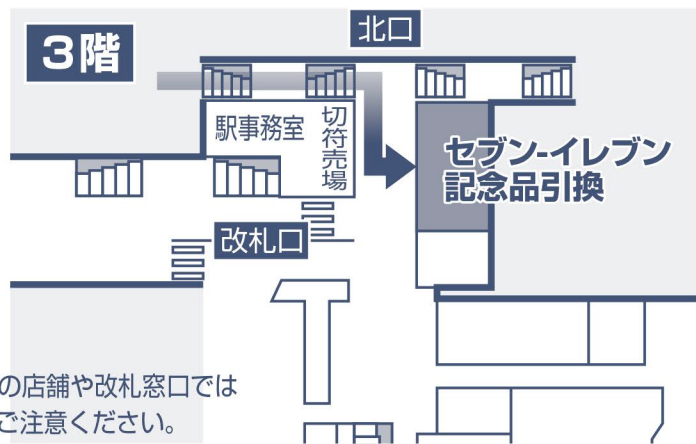 北口
3階
駅事務室
切符売場
セブン-イレブン
記念品引換
改札口
の店舗や改札窓口では
ご注意ください。